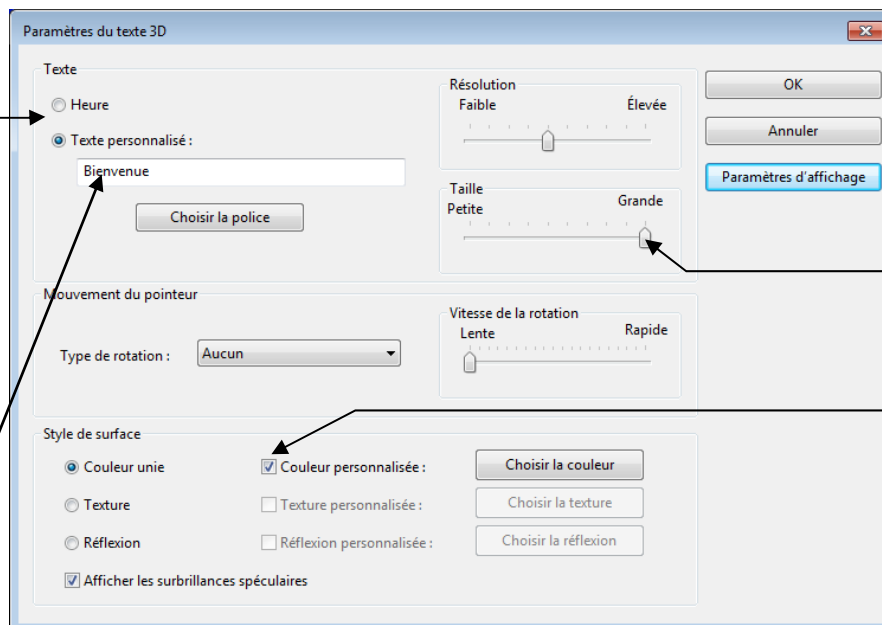 Paramètres du texte 3D
Texte
Heure
Texte personnalisé :
Bienvenue
Choisir la police
Résolution
Faible Élevée
Taille
Petite Grande
OK
Annuler
Paramètres d'affichage
Mouvement du pointeur
Type de rotation : Aucun
Vitesse de la rotation
Lente Rapide
Style de surface
Couleur unie Couleur personnalisée : Choisir la couleur
Texture Texture personnalisée : Choisir la texture
Réflexion Réflexion personnalisée : Choisir la réflexion
Afficher les surbrillances spéculaires